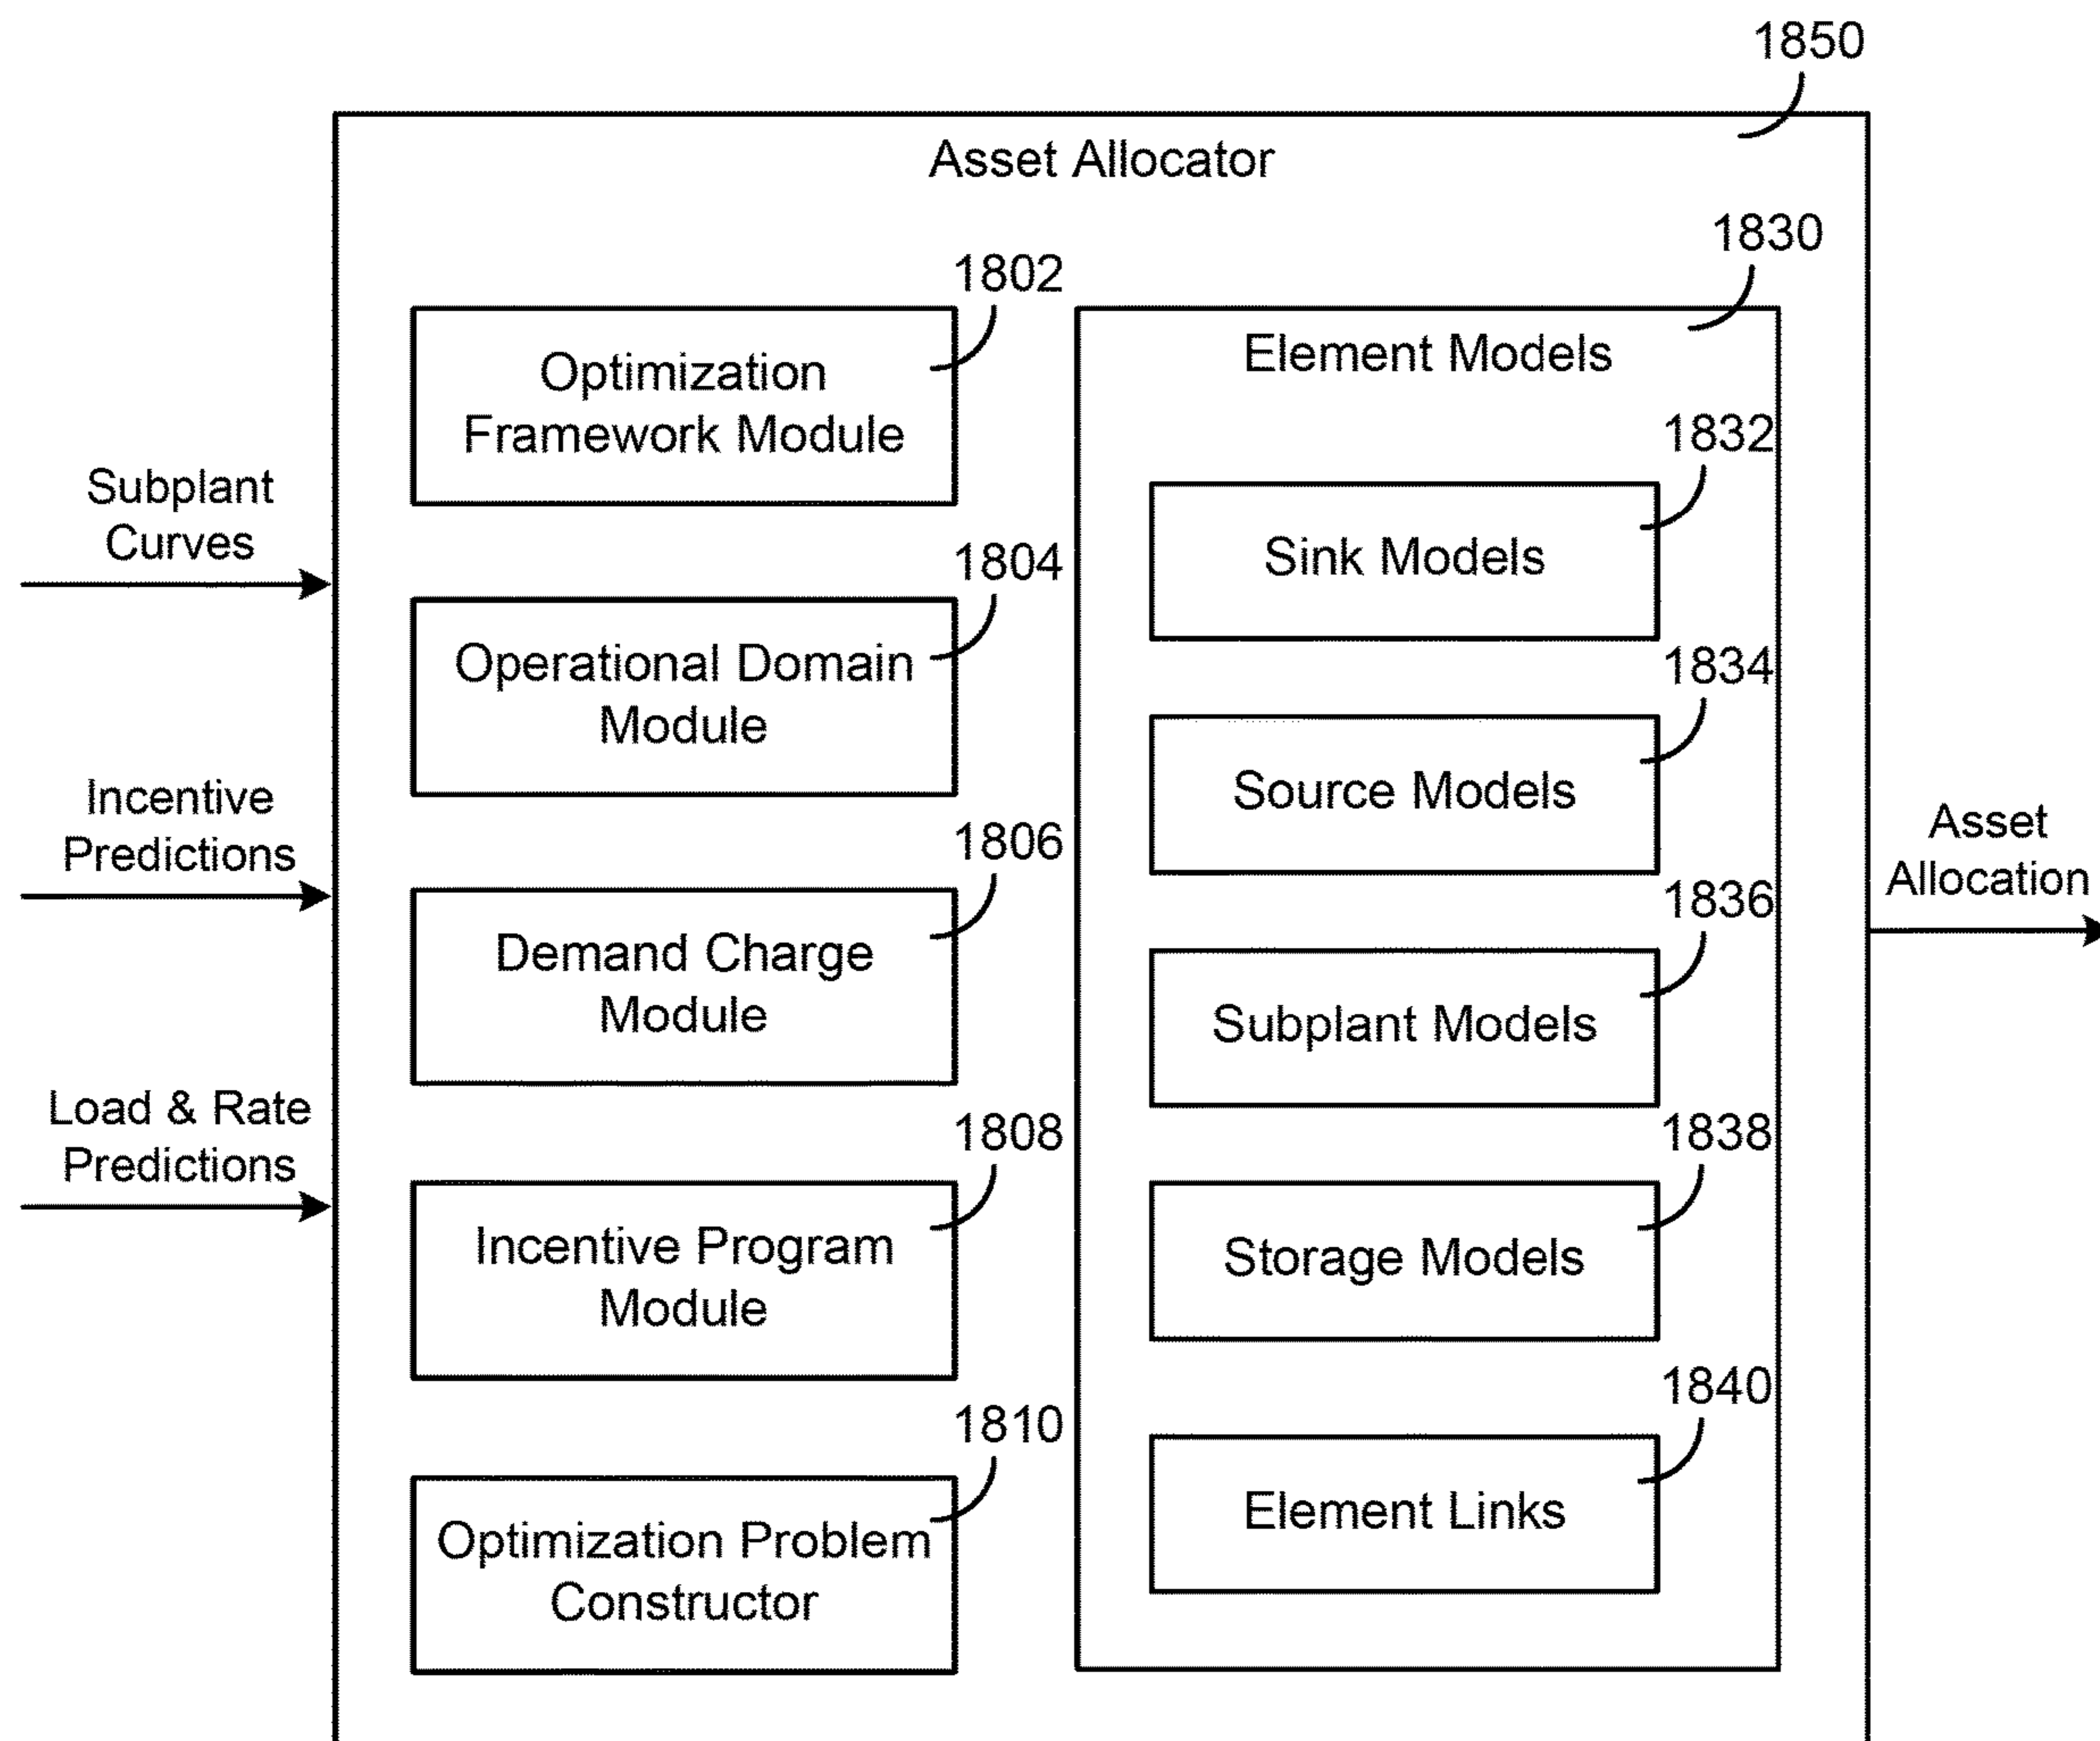 1850
Asset Allocator
1830
1802
Element Models
Optimization
Framework Module
1832
Subplant
Curves
Sink Models
1804
Operational Domain
Module
1834
Source Models
Incentive
Predictions
1806
Asset
Allocation
Demand Charge
Module
1836
Subplant Models
Load & Rate
Predictions
1808
1838
Incentive Program
Module
Storage Models
1810
1840
Optimization Problem
Constructor
Element Links